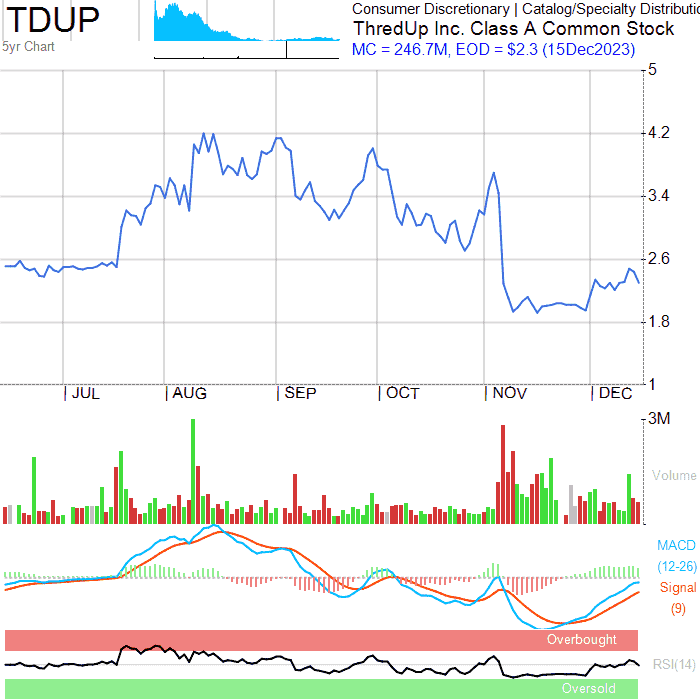 TDUP
5yr Chart
Consumer Discretionary | Catalog/Specialty Distributio
ThredUp Inc. Class A Common Stock
MC = 246.7M, EOD = $2.3 (15Dec2023)
5
4.2
3.4
2.6
1.8
1
JUL AUG SEP OCT NOV DEC
3M
Volume
MACD
(12-26)
Signal
(9)
Overbought
RSI(14)
Oversold